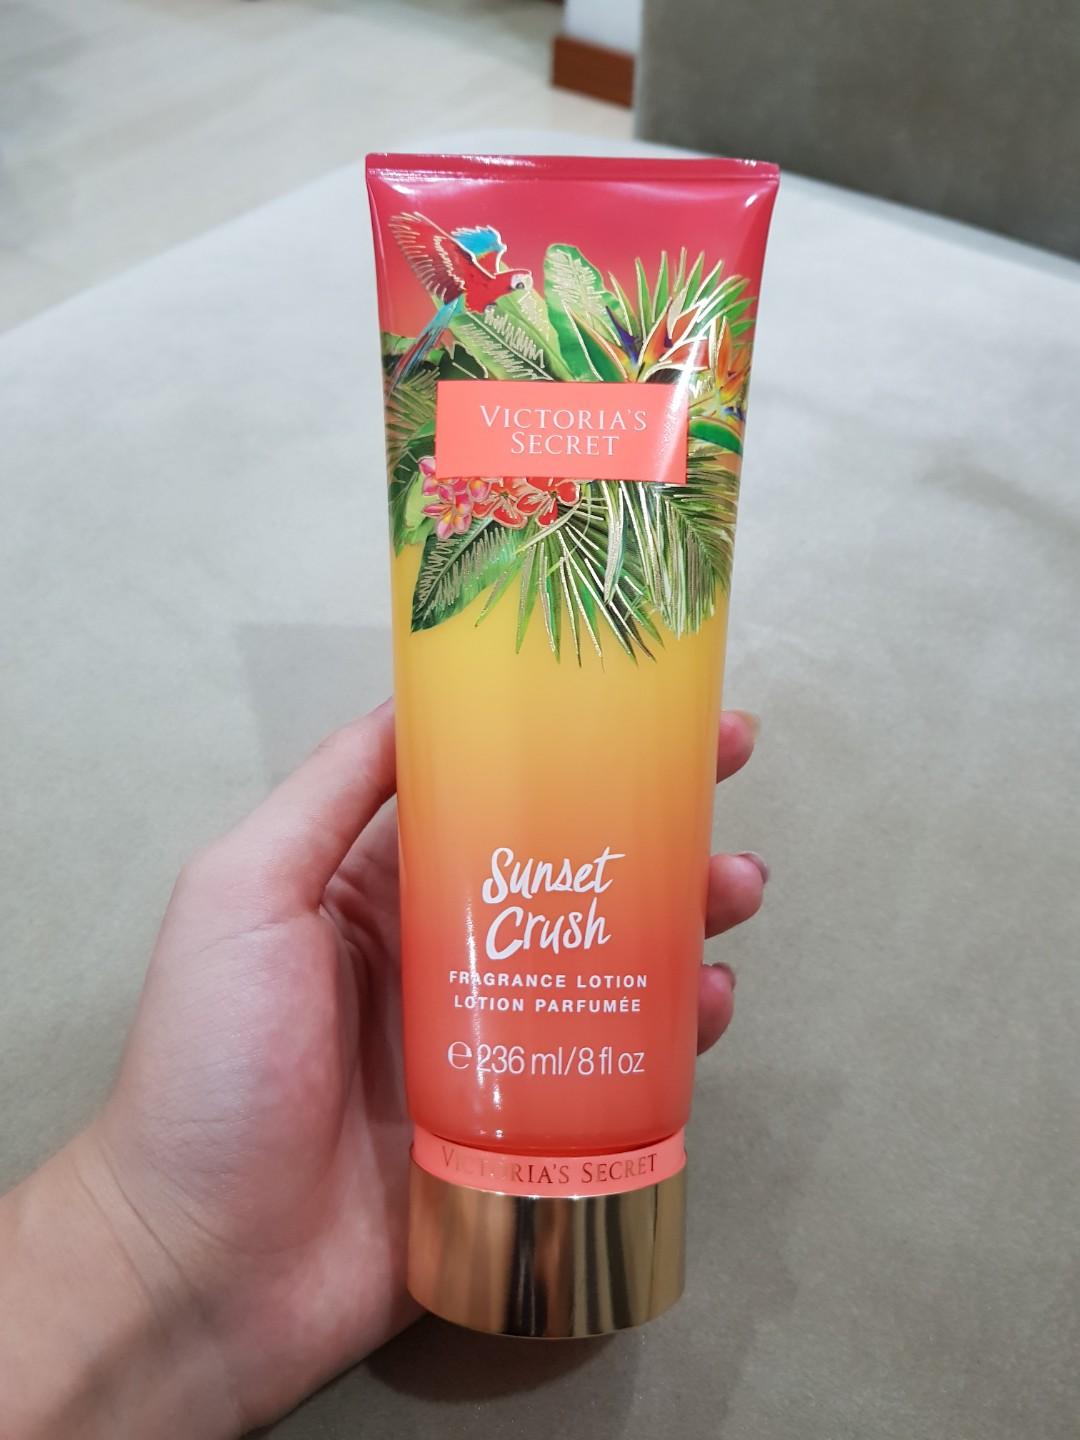 VICTORIA'S
SECRET
Sunset
Crush
FRAGRANCE LOTION
LOTION PARFUMÉE
℮ 236 ml/8 fl oz
VICTORIA'S SECRET